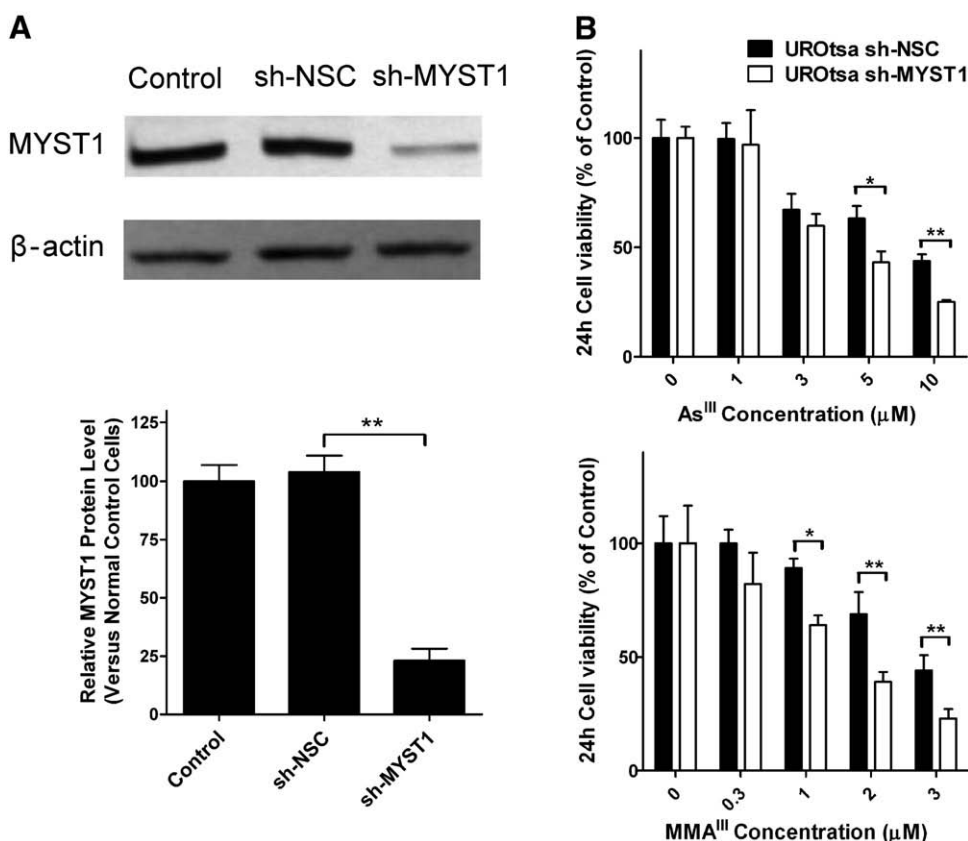 A
Control sh-NSC sh-MYST1
MYST1
β-actin
Relative MYST1 Protein Level
(Versus Normal Control Cells)
125
100
75
50
25
0
**
Control
sh-NSC
sh-MYST1
B
UROtsa sh-NSC
UROtsa sh-MYST1
24h Cell viability (% of Control)
100
50
0
*
**
0 1 3 5 10
As^III Concentration (μM)
24h Cell viability (% of Control)
100
50
0
*
**
**
0 0.3 1 2 3
MMA^III Concentration (μM)